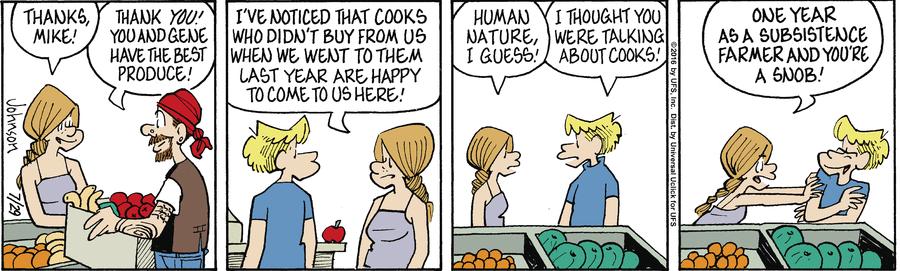 THANKS,
MIKE!
THANK YOU!
YOU AND GENE
HAVE THE BEST
PRODUCE!
Johnson
7/29
I'VE NOTICED THAT COOKS
WHO DIDN'T BUY FROM US
WHEN WE WENT TO THEM
LAST YEAR ARE HAPPY
TO COME TO US HERE!
HUMAN
NATURE,
I GUESS!
I THOUGHT YOU
WERE TALKING
ABOUT COOKS!
©2016 by UFS, Inc. Dist. by Universal Uclick for UFS
ONE YEAR
AS A SUBSISTENCE
FARMER AND YOU'RE
A SNOB!